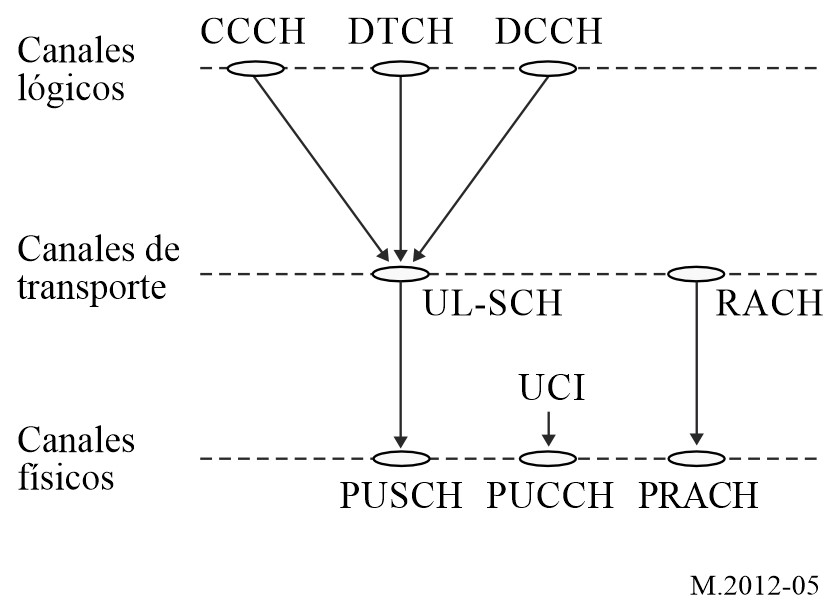 CCCH DTCH DCCH
Canales
lógicos
Canales de
transporte
UL-SCH RACH
UCI
Canales
físicos
PUSCH PUCCH PRACH
M.2012-05